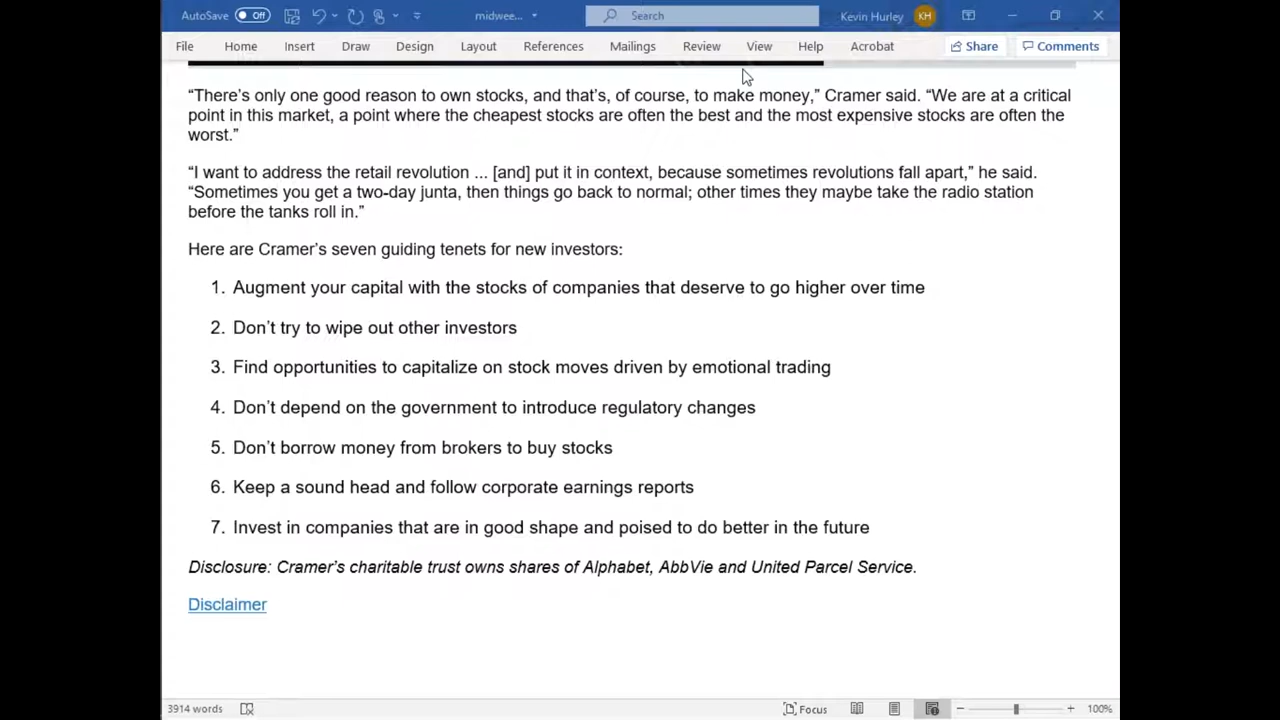 AutoSave Off midwee... Search Kevin Hurley KH
File Home Insert Draw Design Layout References Mailings Review View Help Acrobat Share Comments
“There’s only one good reason to own stocks, and that’s, of course, to make money,” Cramer said. “We are at a critical
point in this market, a point where the cheapest stocks are often the best and the most expensive stocks are often the
worst.”
“I want to address the retail revolution ... [and] put it in context, because sometimes revolutions fall apart,” he said.
“Sometimes you get a two-day junta, then things go back to normal; other times they maybe take the radio station
before the tanks roll in.”
Here are Cramer’s seven guiding tenets for new investors:
1. Augment your capital with the stocks of companies that deserve to go higher over time
2. Don’t try to wipe out other investors
3. Find opportunities to capitalize on stock moves driven by emotional trading
4. Don’t depend on the government to introduce regulatory changes
5. Don’t borrow money from brokers to buy stocks
6. Keep a sound head and follow corporate earnings reports
7. Invest in companies that are in good shape and poised to do better in the future
Disclosure: Cramer’s charitable trust owns shares of Alphabet, AbbVie and United Parcel Service.
Disclaimer
3914 words Focus 100%